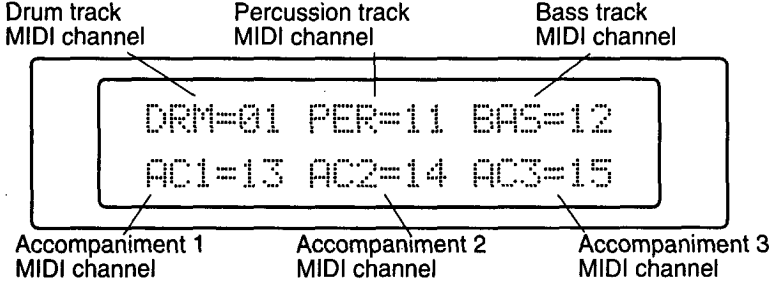 Drum track Percussion track Bass track
MIDI channel MIDI channel MIDI channel
DRM=01 PER=11 BAS=12
AC1=13 AC2=14 AC3=15
Accompaniment 1 Accompaniment 2 Accompaniment 3
MIDI channel MIDI channel MIDI channel